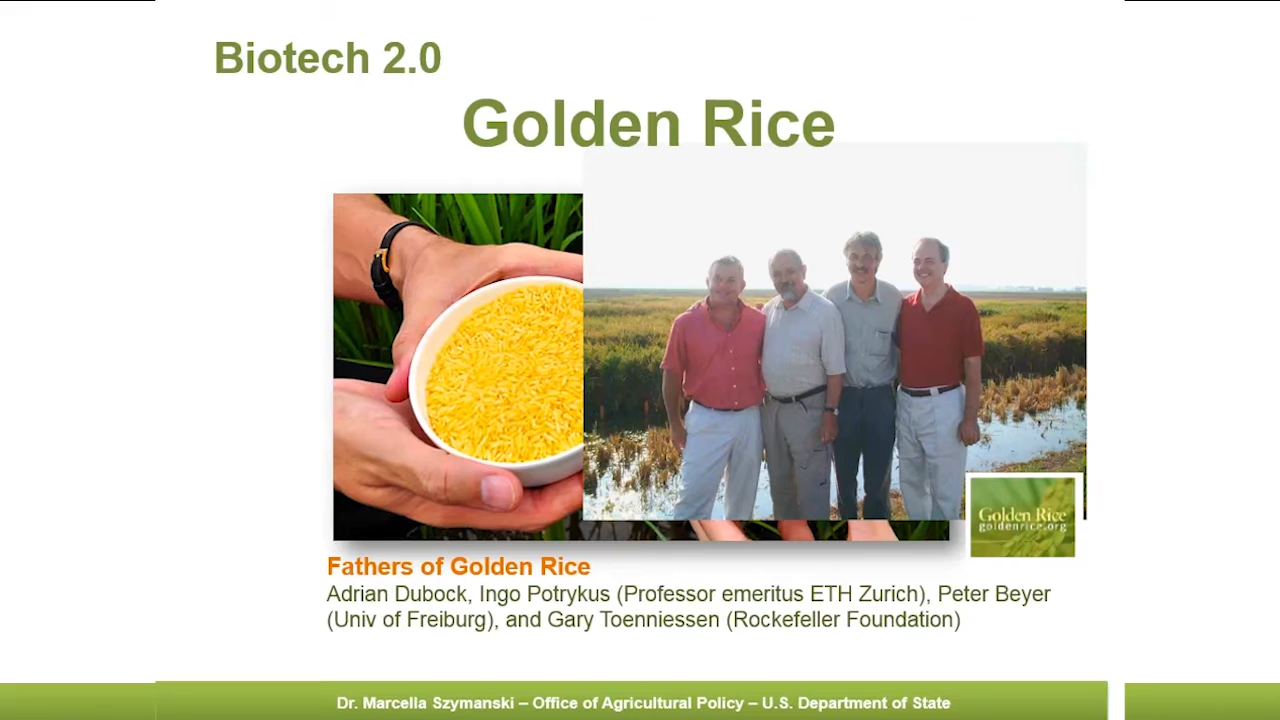 Biotech 2.0
Golden Rice
Golden Rice
goldenrice.org
Fathers of Golden Rice
Adrian Dubock, Ingo Potrykus (Professor emeritus ETH Zurich), Peter Beyer
(Univ of Freiburg), and Gary Toenniessen (Rockefeller Foundation)
Dr. Marcella Szymanski – Office of Agricultural Policy – U.S. Department of State